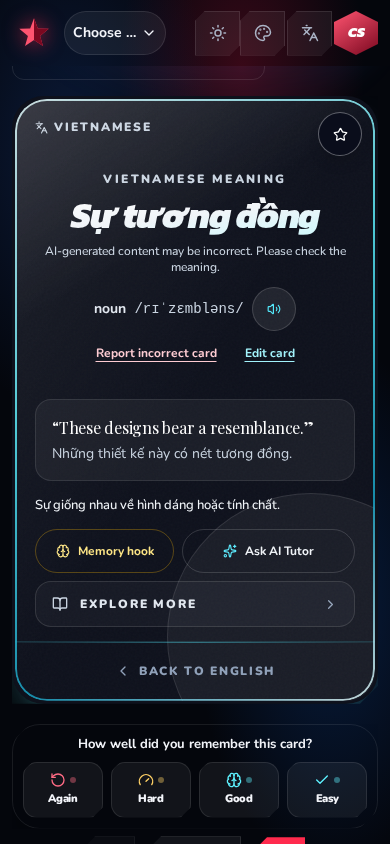 Choose ...
CS
VIETNAMESE
VIETNAMESE MEANING
Sự tương đồng
AI-generated content may be incorrect. Please check the
meaning.
noun /rɪˈzɛmbləns/
Report incorrect card Edit card
“These designs bear a resemblance.”
Những thiết kế này có nét tương đồng.
Sự giống nhau về hình dáng hoặc tính chất.
Memory hook Ask AI Tutor
EXPLORE MORE
BACK TO ENGLISH
How well did you remember this card?
Again Hard Good Easy